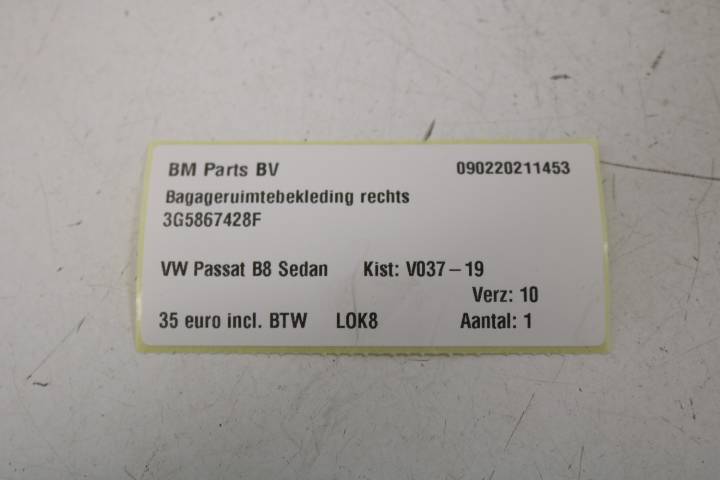 BM Parts BV 090220211453
Bagageruimtebekleding rechts
3G5867428F
VW Passat B8 Sedan Kist: V037-19
Verz: 10
35 euro incl. BTW LOK8 Aantal: 1